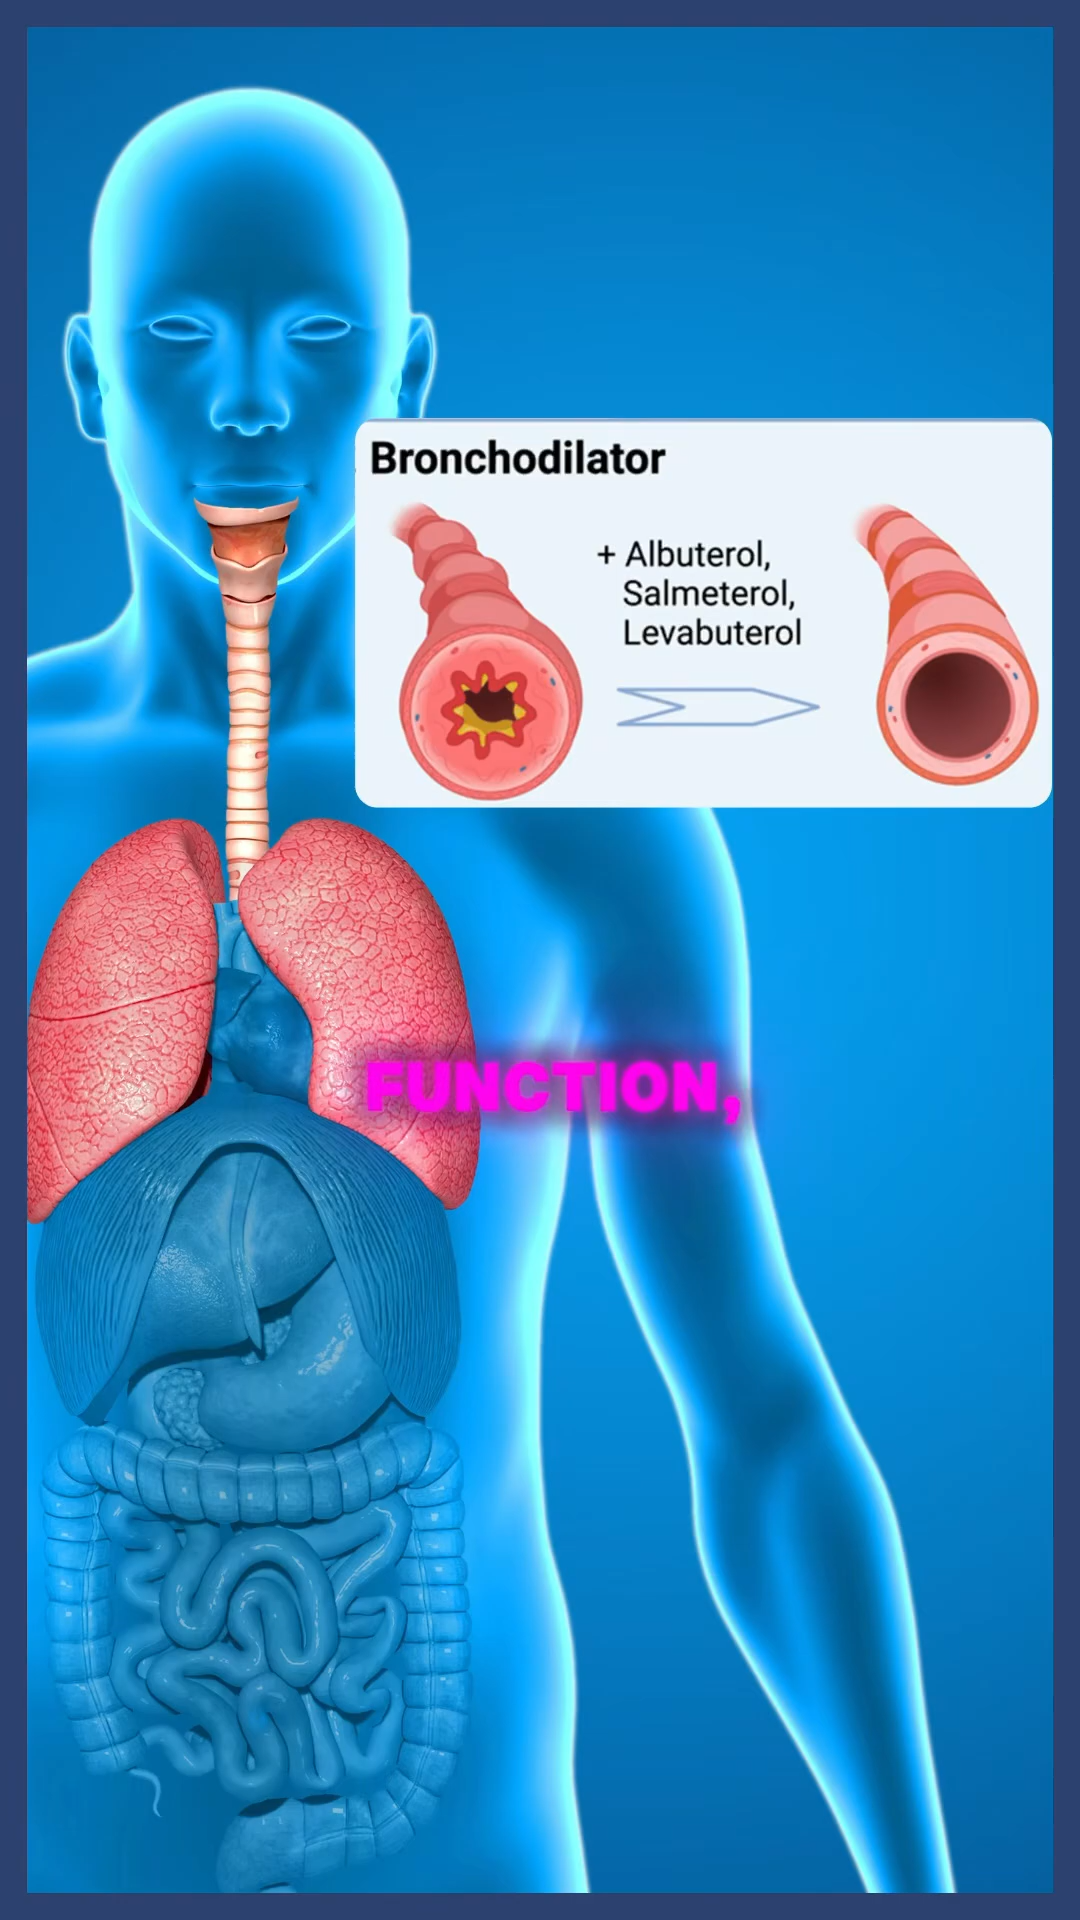 Bronchodilator
+ Albuterol,
Salmeterol,
Levabuterol
FUNCTION,